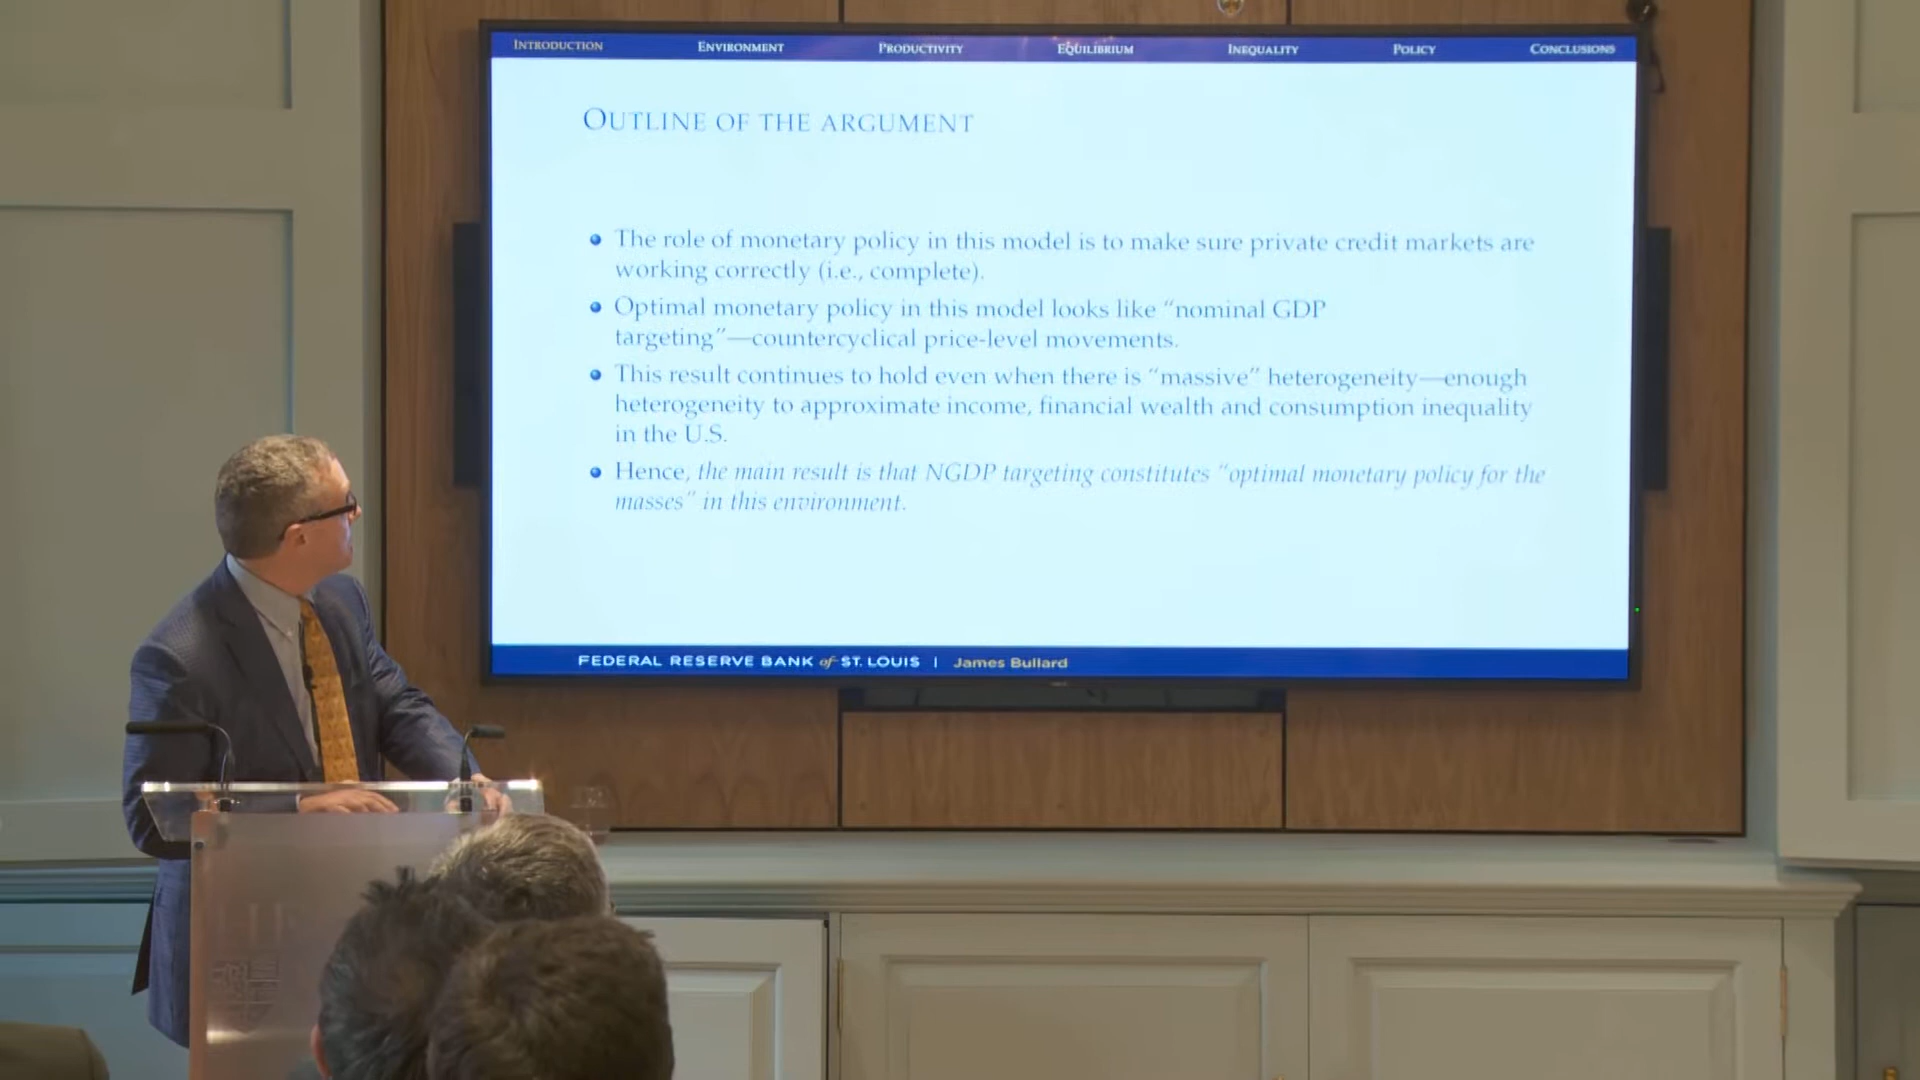 INTRODUCTION ENVIRONMENT PRODUCTIVITY EQUILIBRIUM INEQUALITY POLICY CONCLUSIONS
OUTLINE OF THE ARGUMENT
The role of monetary policy in this model is to make sure private credit markets are
working correctly (i.e., complete).
Optimal monetary policy in this model looks like “nominal GDP
targeting”—countercyclical price-level movements.
This result continues to hold even when there is “massive” heterogeneity—enough
heterogeneity to approximate income, financial wealth and consumption inequality
in the U.S.
Hence, the main result is that NGDP targeting constitutes “optimal monetary policy for the
masses” in this environment.
FEDERAL RESERVE BANK of ST. LOUIS | James Bullard